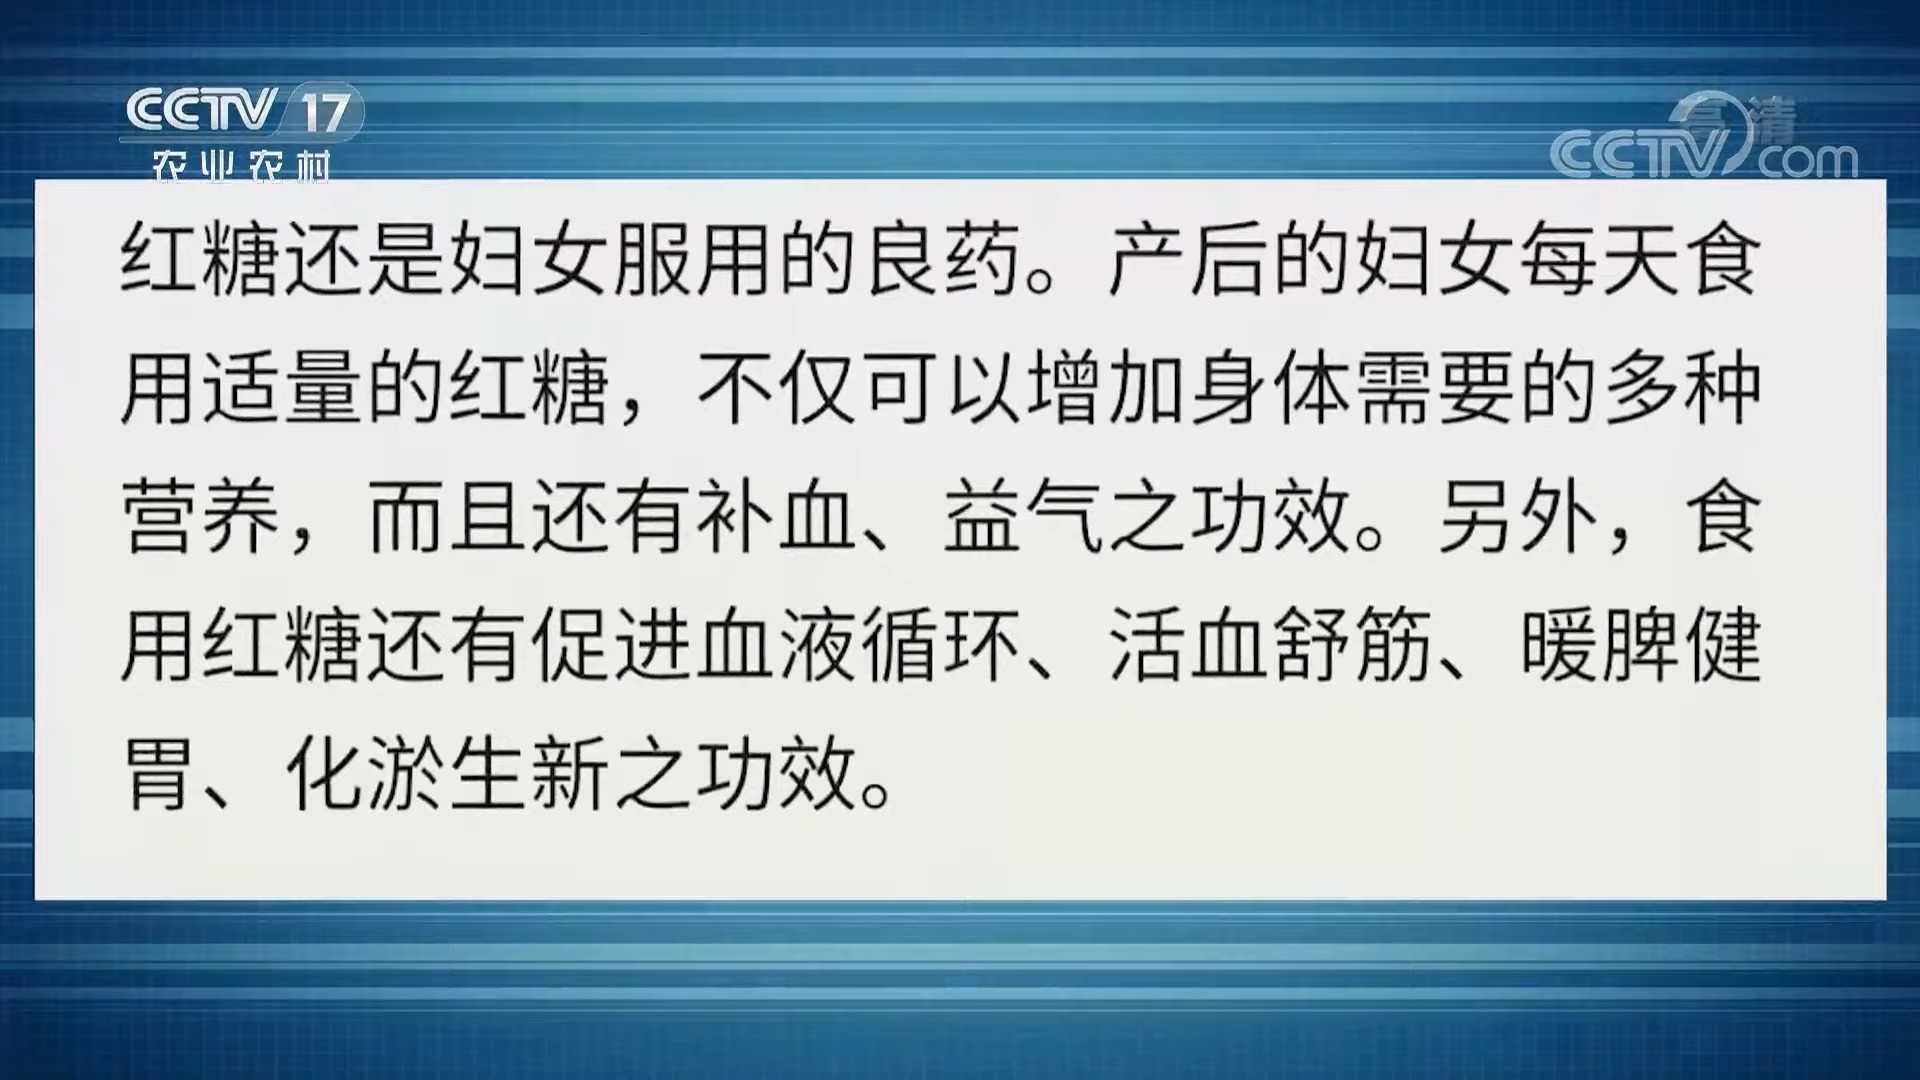 CCTV 17
农业农村
高清
CCTV com
红糖还是妇女服用的良药。产后的妇女每天食
用适量的红糖，不仅可以增加身体需要的多种
营养，而且还有补血、益气之功效。另外，食
用红糖还有促进血液循环、活血舒筋、暖脾健
胃、化淤生新之功效。